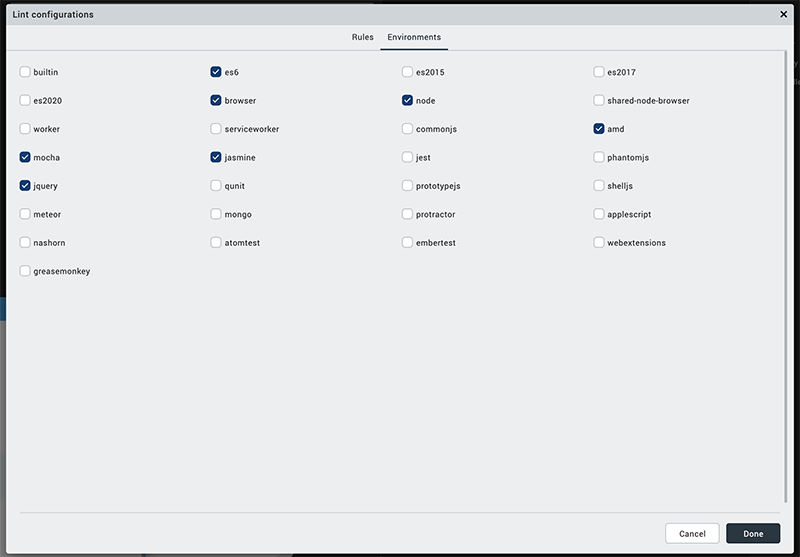 Lint configurations
Rules Environments
builtin es6 es2015 es2017
es2020 browser node shared-node-browser
worker serviceworker commonjs amd
mocha jasmine jest phantomjs
jquery qunit prototypejs shelljs
meteor mongo protractor applescript
nashorn atomtest embertest webextensions
greasemonkey
Cancel Done